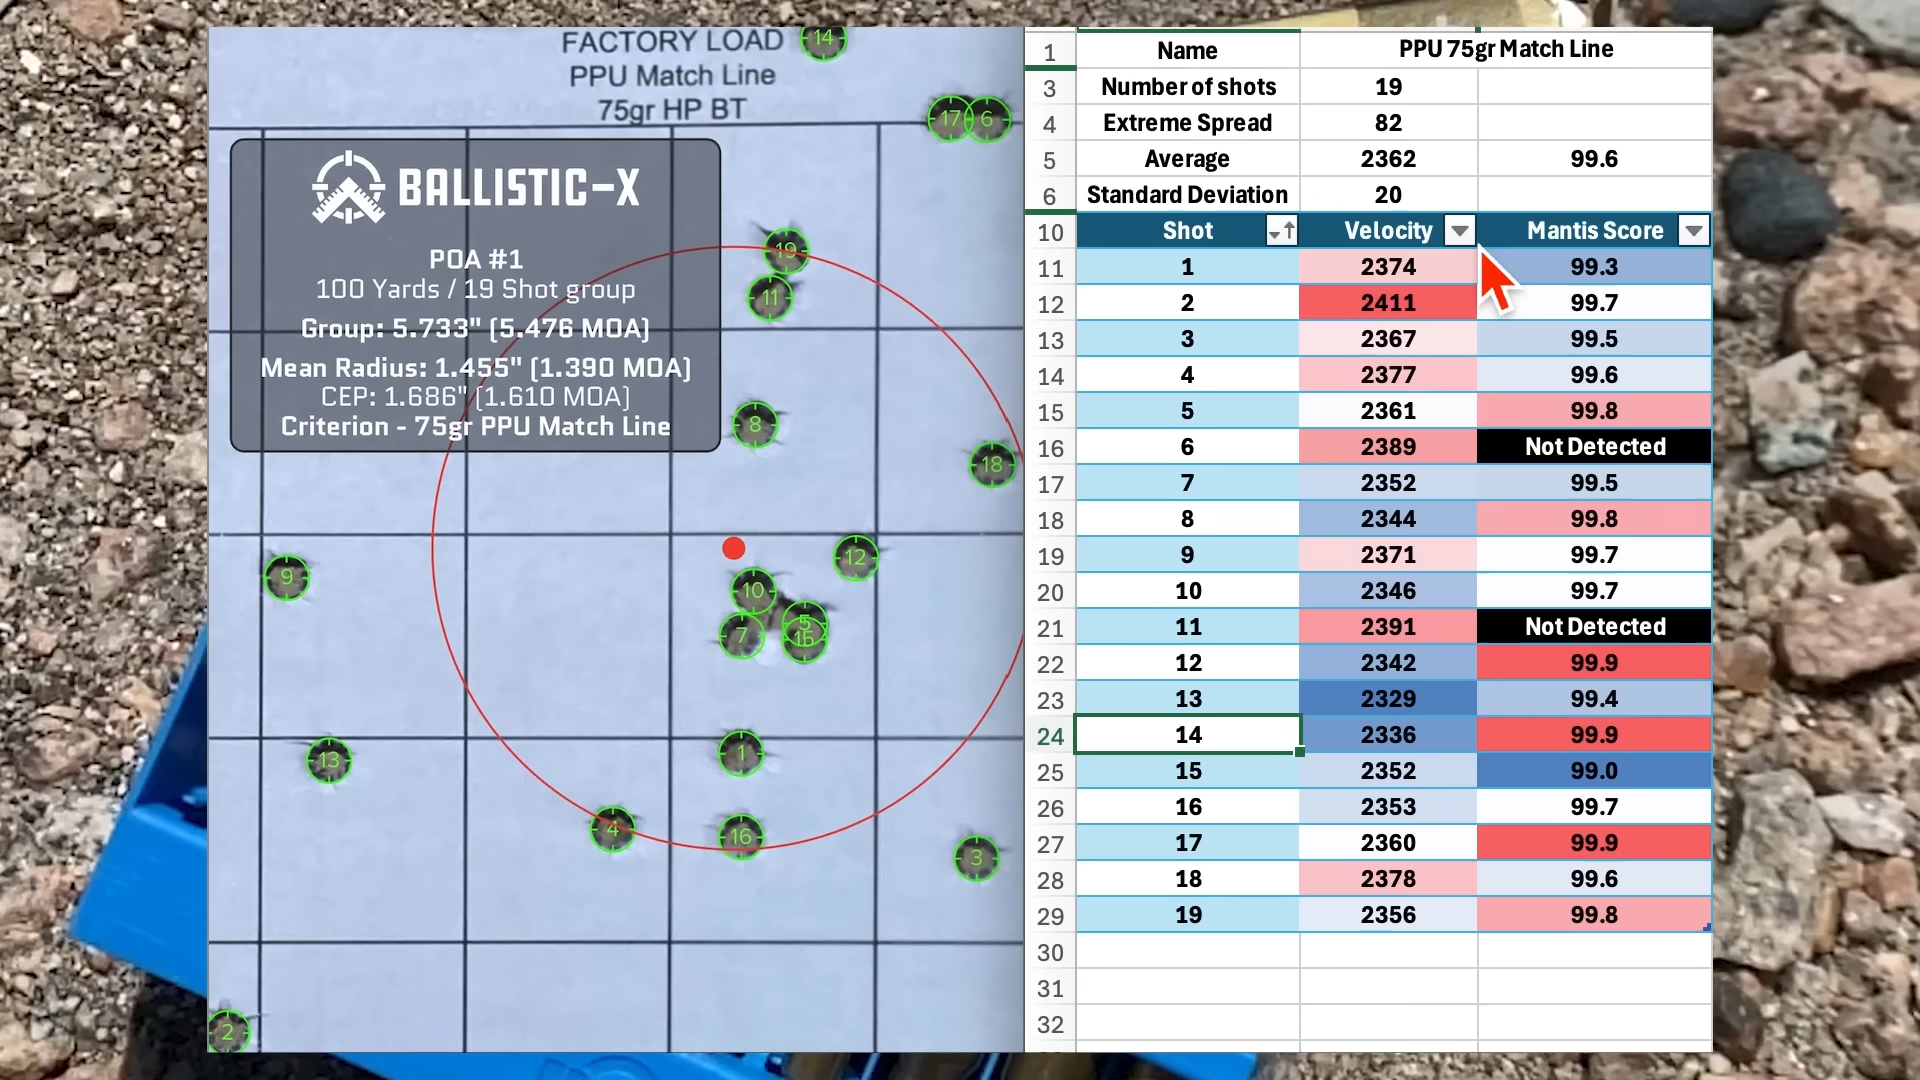 FACTORY LOAD
PPU Match Line
75gr HP BT
BALLISTIC-X
POA #1
100 Yards / 19 Shot group
Group: 5.733" (5.476 MOA)
Mean Radius: 1.455" (1.390 MOA)
CEP: 1.686" (1.610 MOA)
Criterion - 75gr PPU Match Line
14
17 6
19
11
8
18
12
9
10
5
7 15
1
13
4 16
3
2
1 Name PPU 75gr Match Line
3 Number of shots 19
4 Extreme Spread 82
5 Average 2362 99.6
6 Standard Deviation 20
10 Shot Velocity Mantis Score
11 1 2374 99.3
12 2 2411 99.7
13 3 2367 99.5
14 4 2377 99.6
15 5 2361 99.8
16 6 2389 Not Detected
17 7 2352 99.5
18 8 2344 99.8
19 9 2371 99.7
20 10 2346 99.7
21 11 2391 Not Detected
22 12 2342 99.9
23 13 2329 99.4
24 14 2336 99.9
25 15 2352 99.0
26 16 2353 99.7
27 17 2360 99.9
28 18 2378 99.6
29 19 2356 99.8
30
31
32